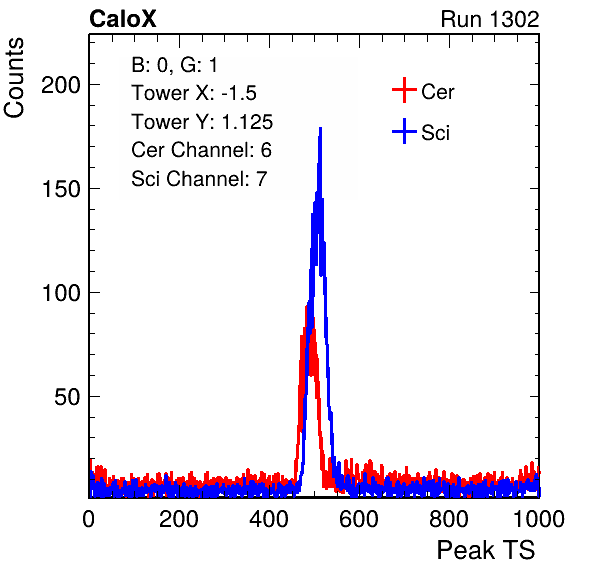 CaloX Run 1302
Counts
B: 0, G: 1
Tower X: -1.5
Tower Y: 1.125
Cer Channel: 6
Sci Channel: 7
Cer
Sci
200
150
100
50
0 200 400 600 800 1000
Peak TS